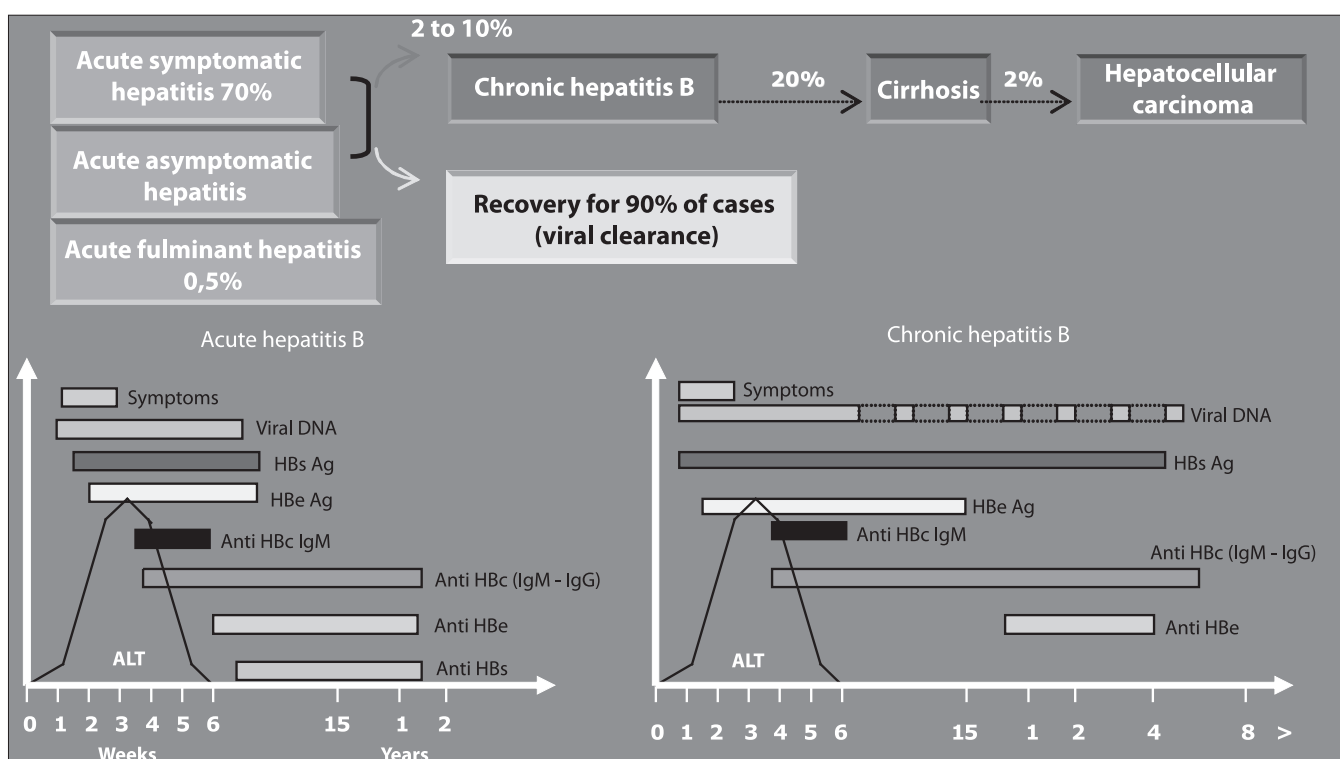 2 to 10%
Acute symptomatic
hepatitis 70%
Chronic hepatitis B
20%
Cirrhosis
2%
Hepatocellular
carcinoma
Acute asymptomatic
hepatitis
Recovery for 90% of cases
(viral clearance)
Acute fulminant hepatitis
0,5%
Acute hepatitis B
Symptoms
Viral DNA
HBs Ag
HBe Ag
Anti HBc IgM
Anti HBc (IgM - IgG)
Anti HBe
Anti HBs
ALT
0 1 2 3 4 5 6 15 1 2
Weeks Years
Chronic hepatitis B
Symptoms
Viral DNA
HBs Ag
HBe Ag
Anti HBc IgM
Anti HBc (IgM - IgG)
Anti HBe
ALT
0 1 2 3 4 5 6 15 1 2 4 8 >